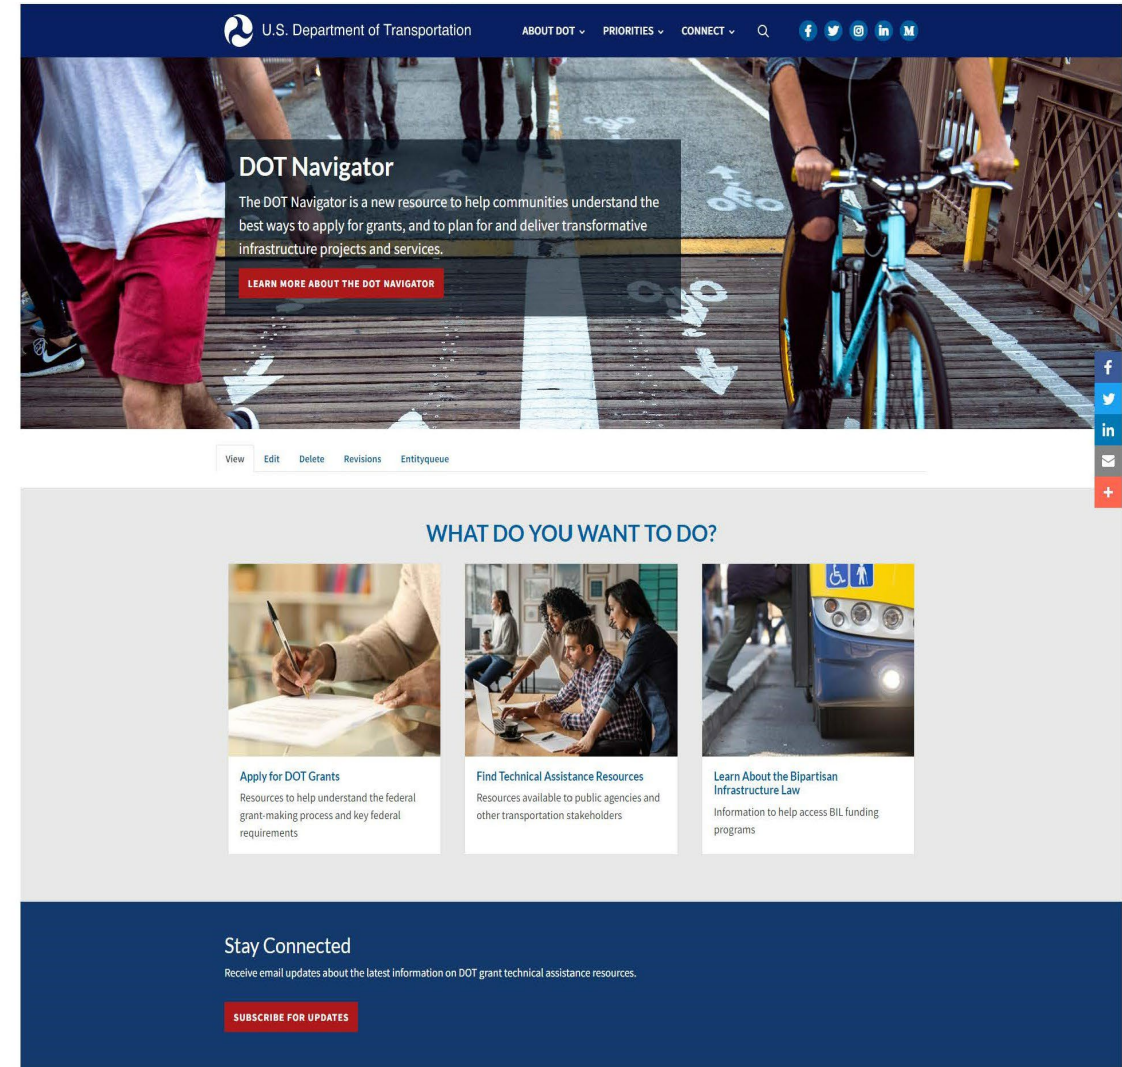 U.S. Department of Transportation
ABOUT DOT
PRIORITIES
CONNECT
DOT Navigator
The DOT Navigator is a new resource to help communities understand the
best ways to apply for grants, and to plan for and deliver transformative
infrastructure projects and services.
LEARN MORE ABOUT THE DOT NAVIGATOR
View Edit Delete Revisions Entityqueue
WHAT DO YOU WANT TO DO?
Apply for DOT Grants
Resources to help understand the federal
grant-making process and key federal
requirements
Find Technical Assistance Resources
Resources available to public agencies and
other transportation stakeholders
Learn About the Bipartisan
Infrastructure Law
Information to help access BIL funding
programs
Stay Connected
Receive email updates about the latest information on DOT grant technical assistance resources.
SUBSCRIBE FOR UPDATES